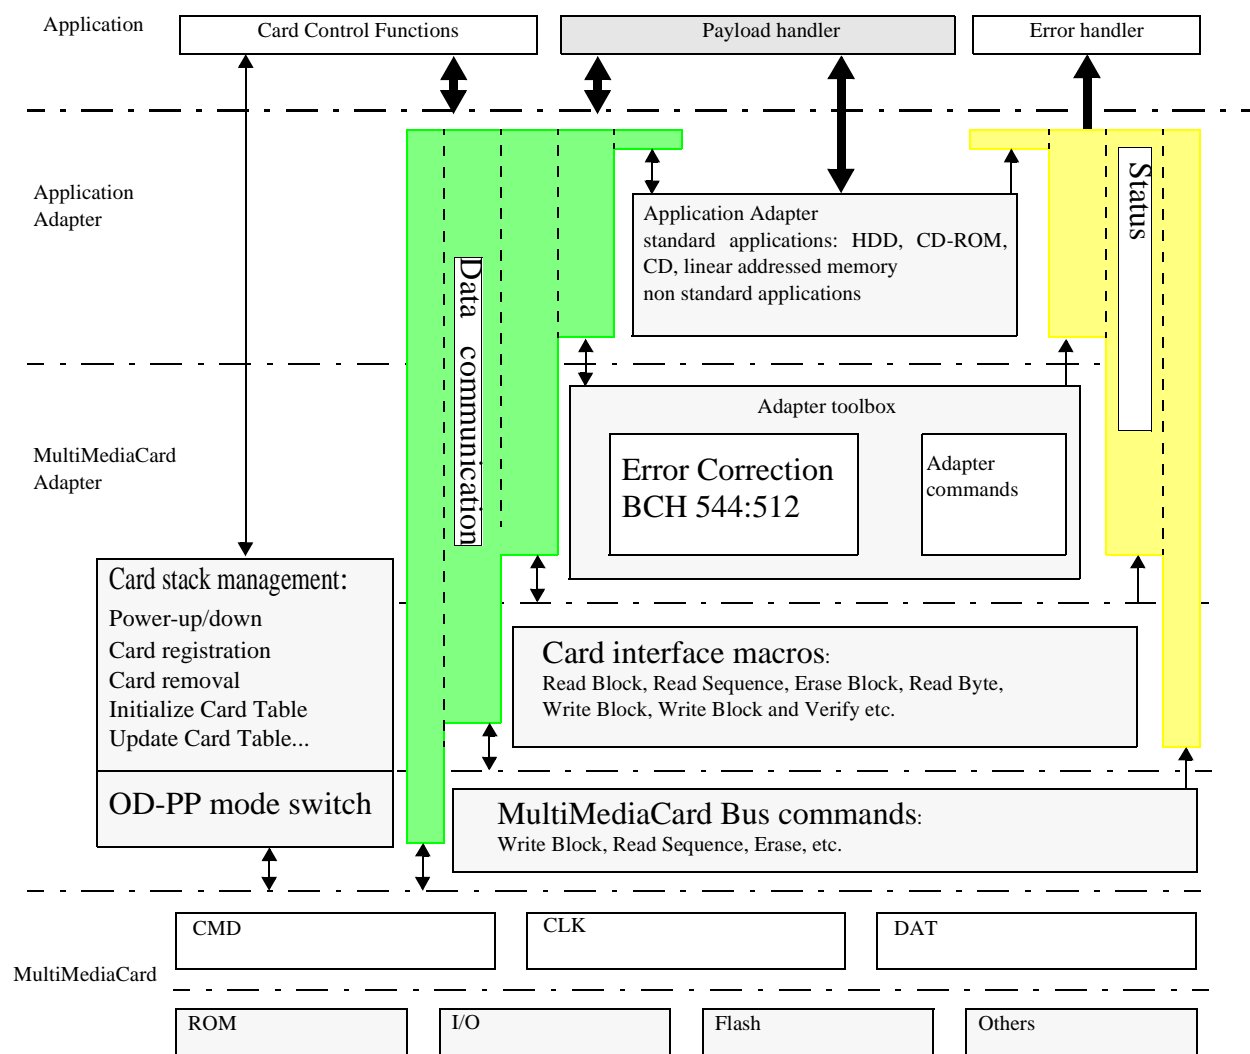 Application
Card Control Functions
Payload handler
Error handler
Application
Adapter
Status
Application Adapter
standard applications: HDD, CD-ROM,
CD, linear addressed memory
non standard applications
Data communication
MultiMediaCard
Adapter
Adapter toolbox
Error Correction
BCH 544:512
Adapter
commands
Card stack management:
Power-up/down
Card registration
Card removal
Initialize Card Table
Update Card Table...
OD-PP mode switch
Card interface macros:
Read Block, Read Sequence, Erase Block, Read Byte,
Write Block, Write Block and Verify etc.
MultiMediaCard Bus commands:
Write Block, Read Sequence, Erase, etc.
CMD
CLK
DAT
MultiMediaCard
ROM
I/O
Flash
Others